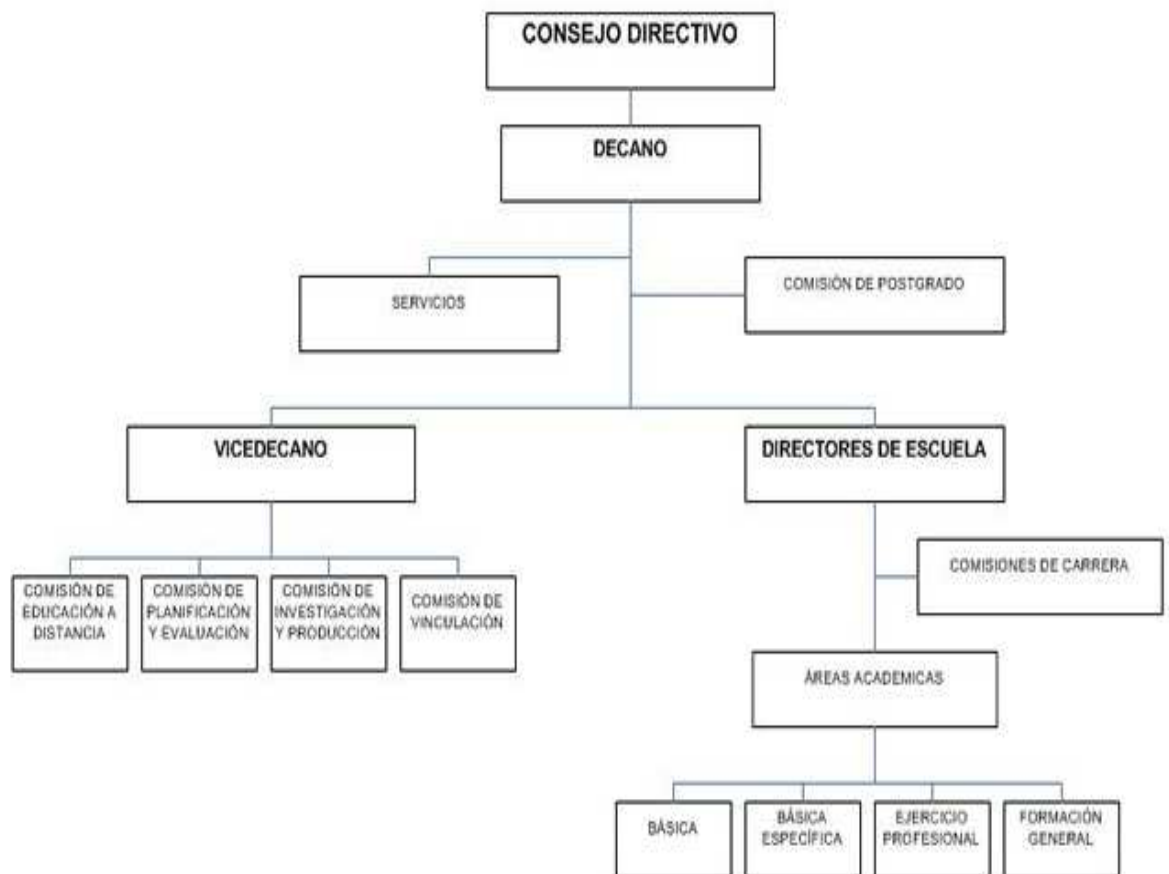 CONSEJO DIRECTIVO
DECANO
SERVICIOS
COMISIÓN DE POSTGRADO
VICEDECANO
DIRECTORES DE ESCUELA
COMISIÓN DE
EDUCACIÓN A
DISTANCIA
COMISIÓN DE
PLANIFICACIÓN
Y EVALUACIÓN
COMISIÓN DE
INVESTIGACIÓN
Y PRODUCCIÓN
COMISIÓN DE
VINCULACIÓN
COMISIONES DE CARRERA
ÁREAS ACADEMICAS
BÁSICA
BÁSICA
ESPECÍFICA
EJERCICIO
PROFESIONAL
FORMACIÓN
GENERAL